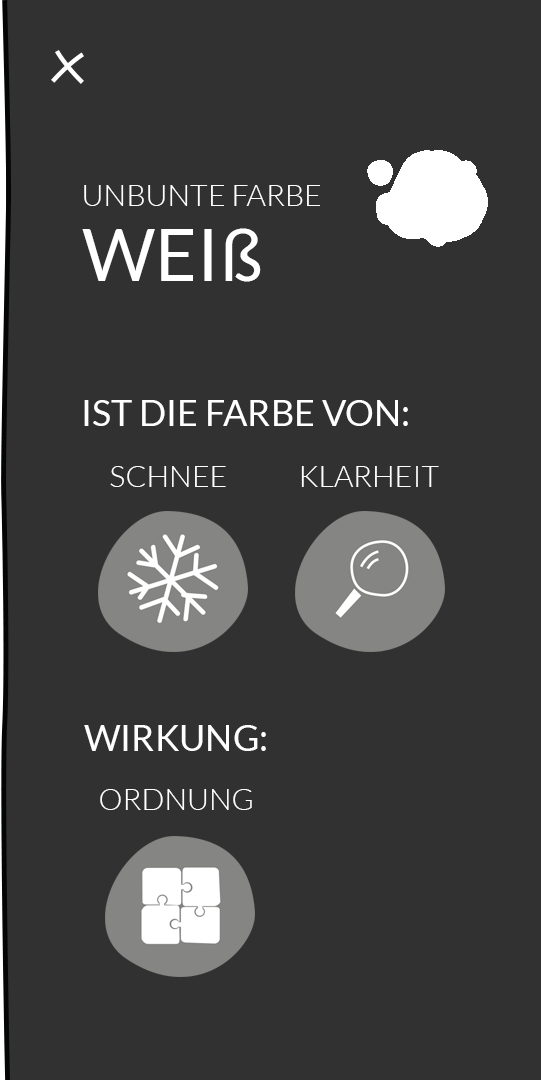 UNBUNTE FARBE
WEIß
IST DIE FARBE VON:
SCHNEE KLARHEIT
WIRKUNG:
ORDNUNG